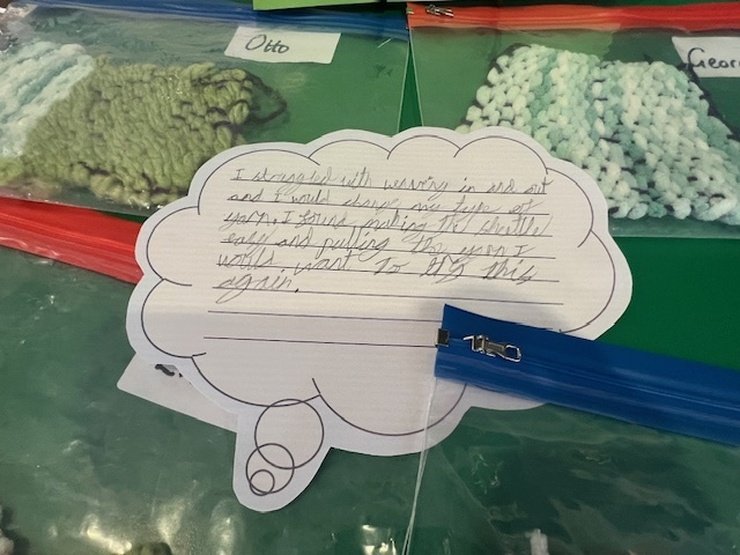 Otto
Geor
I struggled with weaving in and out
and I would change my type of
yarn. I found making the shuttle
easy and pulling the yarn I
would want to try this
again.